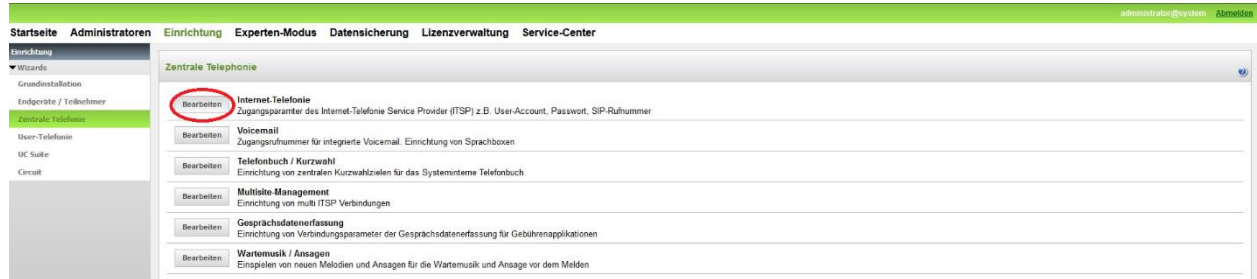 administrator@system Abmelden
Startseite Administratoren Einrichtung Experten-Modus Datensicherung Lizenzverwaltung Service-Center
Einrichtung
Wizards
Grundinstallation
Endgeräte / Teilnehmer
Zentrale Telefonie
User-Telefonie
UC Suite
Circuit
Zentrale Telephonie
Bearbeiten
Internet-Telefonie
Zugangsparamter des Internet-Telefonie Service Provider (ITSP) z.B. User-Account, Passwort, SIP-Rufnummer
Bearbeiten
Voicemail
Zugangsrufnummer für integrierte Voicemail. Einrichtung von Sprachboxen
Bearbeiten
Telefonbuch / Kurzwahl
Einrichtung von zentralen Kurzwahlzielen für das Systeminterne Telefonbuch
Bearbeiten
Multisite-Management
Einrichtung von multi ITSP Verbindungen
Bearbeiten
Gesprächsdatenerfassung
Einrichtung von Verbindungsparameter der Gesprächsdatenerfassung für Gebührenapplikationen
Bearbeiten
Wartemusik / Ansagen
Einspielen von neuen Melodien und Ansagen für die Wartemusik und Ansage vor dem Melden